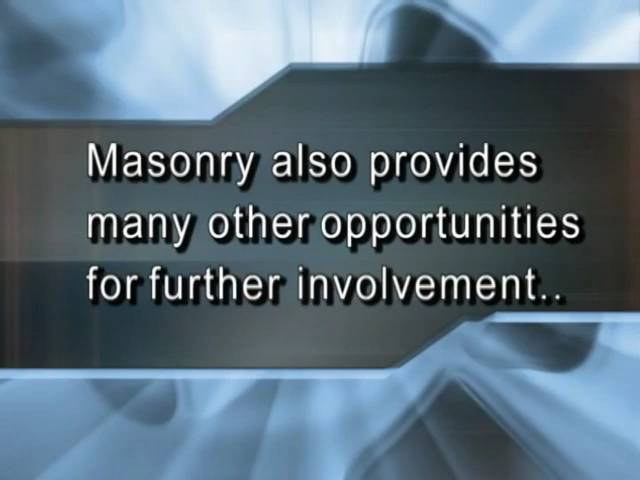 Masonry also provides
many other opportunities
for further involvement..